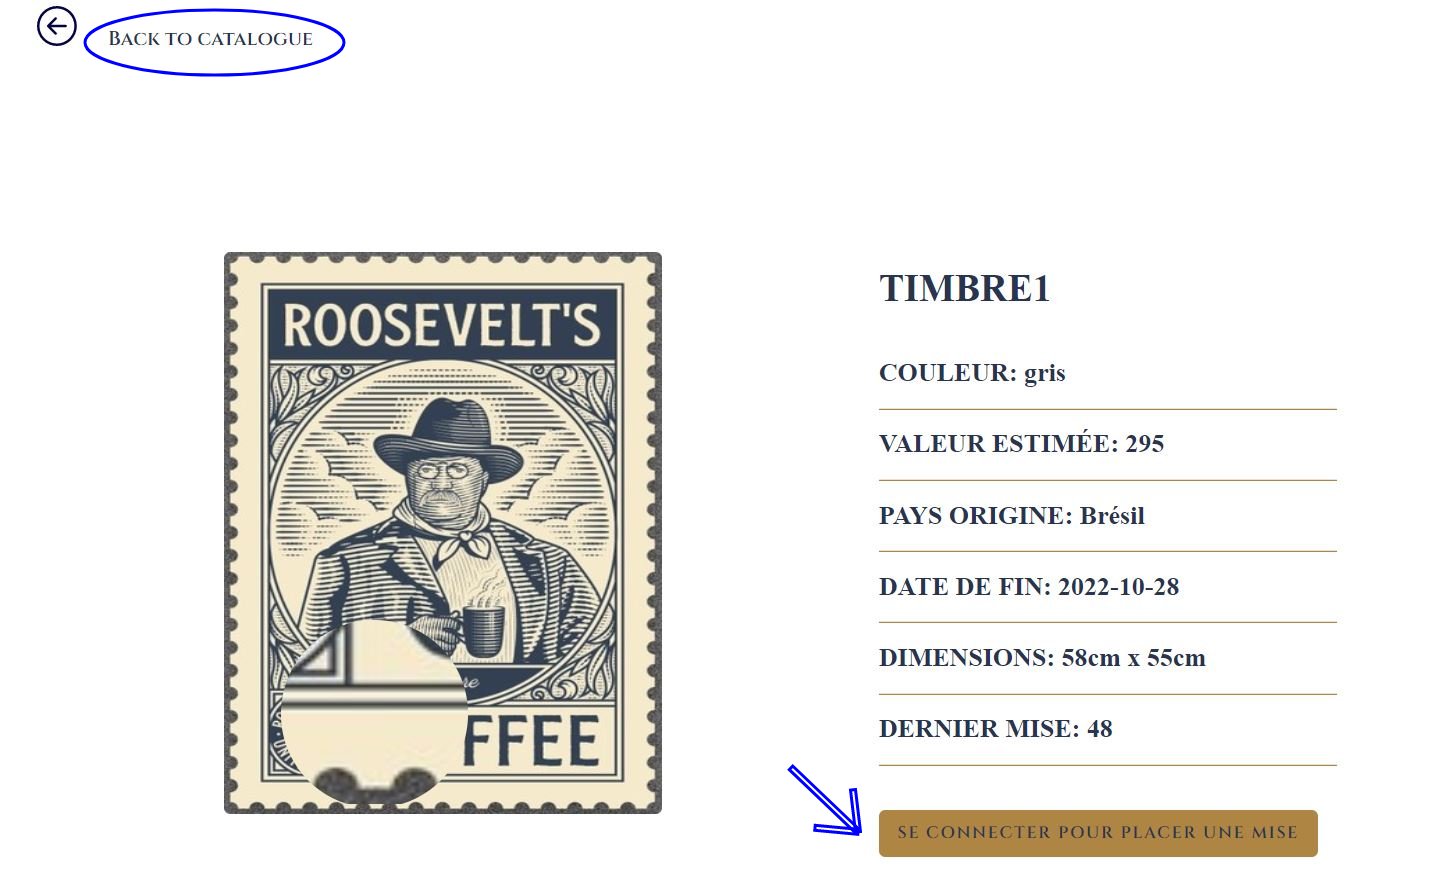 BACK TO CATALOGUE
ROOSEVELT'S
FFEE
TIMBRE1
COULEUR: gris
VALEUR ESTIMÉE: 295
PAYS ORIGINE: Brésil
DATE DE FIN: 2022-10-28
DIMENSIONS: 58cm x 55cm
DERNIER MISE: 48
SE CONNECTER POUR PLACER UNE MISE